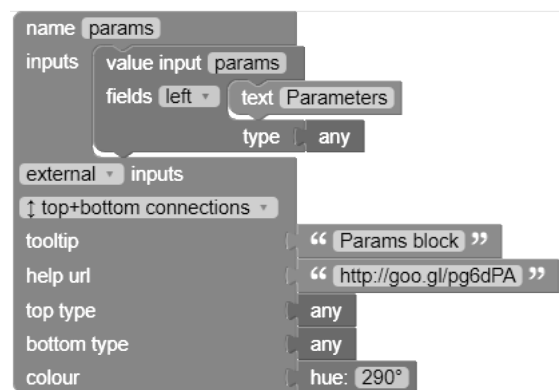 name params
inputs value input params
fields left text Parameters
type any
external inputs
↕ top+bottom connections
tooltip “ Params block ”
help url “ http://goo.gl/pg6dPA ”
top type any
bottom type any
colour hue: 290°